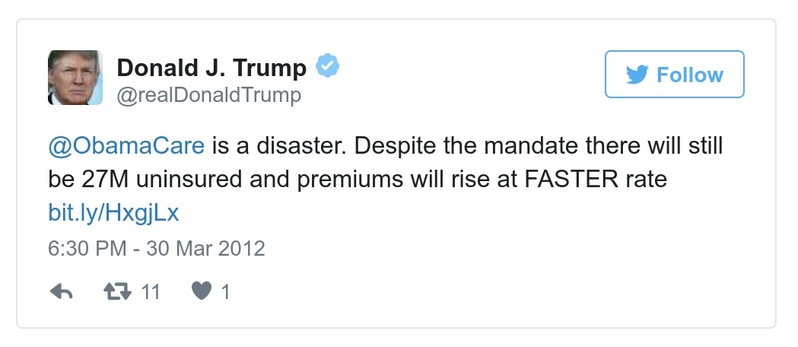 Donald J. Trump
@realDonaldTrump
Follow
@ObamaCare is a disaster. Despite the mandate there will still
be 27M uninsured and premiums will rise at FASTER rate
bit.ly/HxgjLx
6:30 PM - 30 Mar 2012
11 1